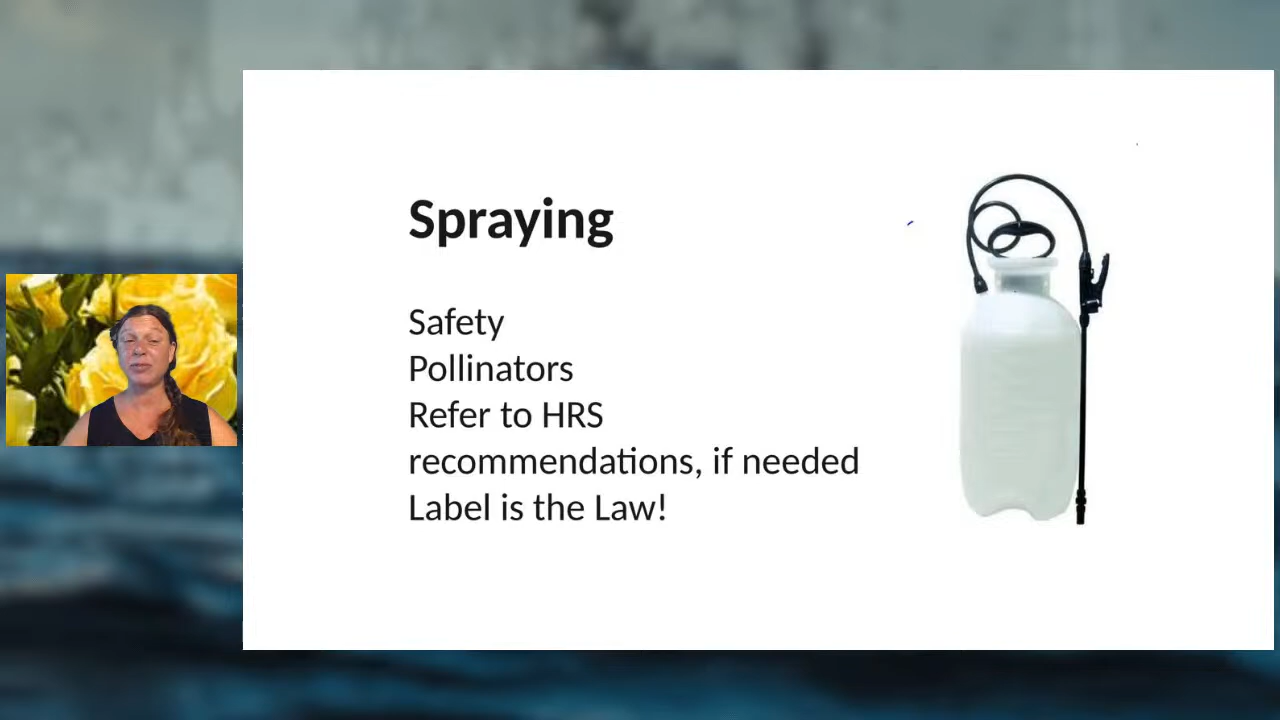 Spraying
Safety
Pollinators
Refer to HRS
recommendations, if needed
Label is the Law!